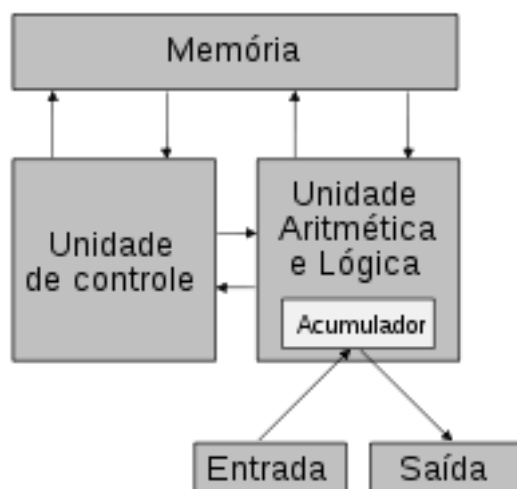 Memória
Unidade
de controle
Unidade
Aritmética
e Lógica
Acumulador
Entrada
Saída